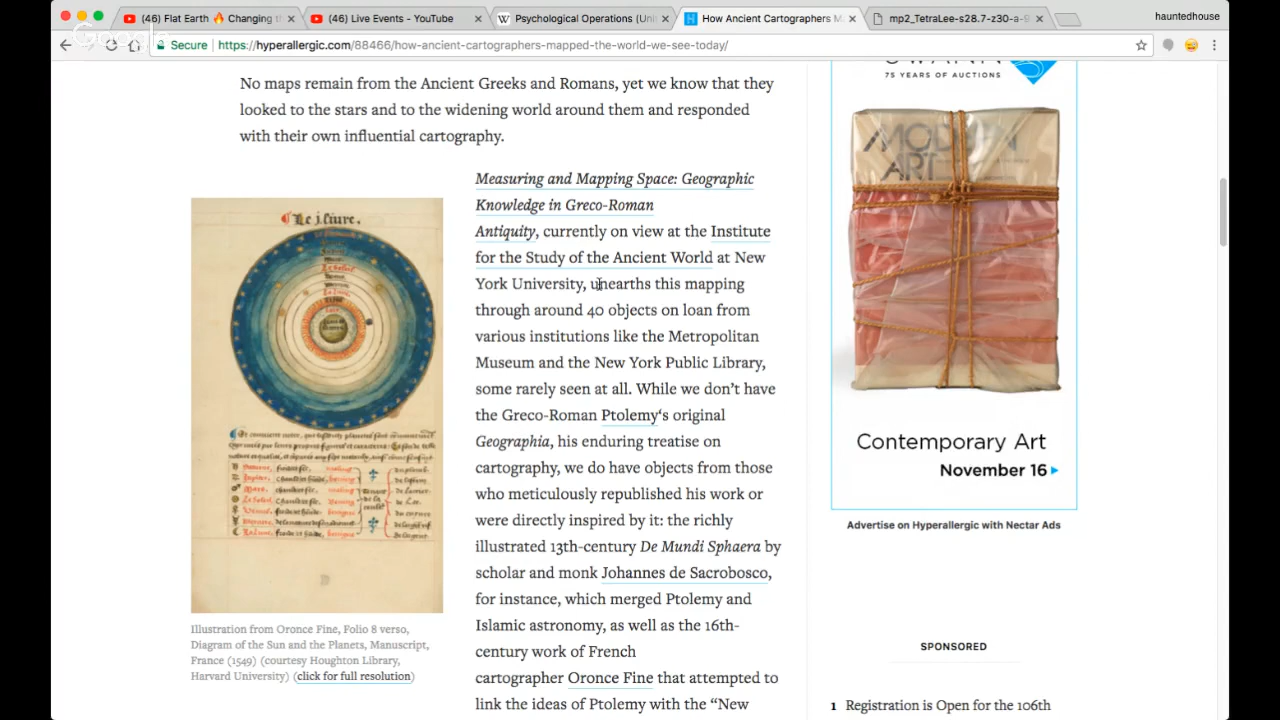 (46) Flat Earth 🔥 Changing th
(46) Live Events - YouTube
Psychological Operations (Uni
How Ancient Cartographers M
mp2_TetraLee-s28.7-z30-a-9
hauntedhouse
Google
Secure
https://hyperallergic.com/88466/how-ancient-cartographers-mapped-the-world-we-see-today/
No maps remain from the Ancient Greeks and Romans, yet we know that they
looked to the stars and to the widening world around them and responded
with their own influential cartography.
Measuring and Mapping Space: Geographic
Knowledge in Greco-Roman
Antiquity, currently on view at the Institute
for the Study of the Ancient World at New
York University, unearths this mapping
through around 40 objects on loan from
various institutions like the Metropolitan
Museum and the New York Public Library,
some rarely seen at all. While we don't have
the Greco-Roman Ptolemy's original
Geographia, his enduring treatise on
cartography, we do have objects from those
who meticulously republished his work or
were directly inspired by it: the richly
illustrated 13th-century De Mundi Sphaera by
scholar and monk Johannes de Sacrobosco,
for instance, which merged Ptolemy and
Islamic astronomy, as well as the 16th-
century work of French
cartographer Oronce Fine that attempted to
link the ideas of Ptolemy with the "New
Illustration from Oronce Fine, Folio 8 verso,
Diagram of the Sun and the Planets, Manuscript,
France (1549) (courtesy Houghton Library,
Harvard University) (click for full resolution)
75 YEARS OF AUCTIONS
MODERN
ART
Contemporary Art
November 16
Advertise on Hyperallergic with Nectar Ads
SPONSORED
1 Registration is Open for the 106th